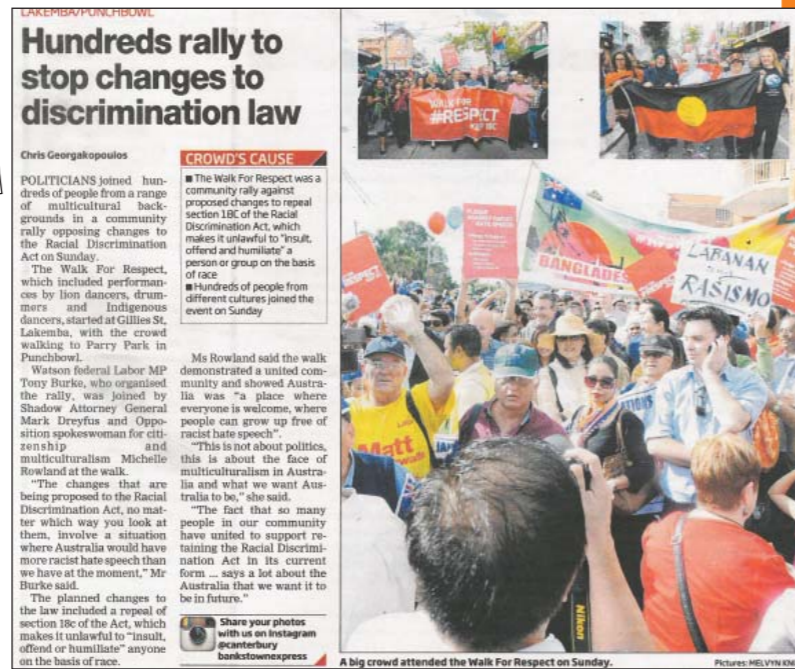 LAKEMBA/PUNCHBOWL
Hundreds rally to
stop changes to
discrimination law
Chris Georgakopoulos
POLITICIANS joined hun-
dreds of people from a range
of multicultural back-
grounds in a community
rally opposing changes to
the Racial Discrimination
Act on Sunday.
The Walk For Respect,
which included performan-
ces by lion dancers, drum-
mers and Indigenous
dancers, started at Gillies St,
Lakemba, with the crowd
walking to Parry Park in
Punchbowl.
Watson federal Labor MP
Tony Burke, who organised
the rally, was joined by
Shadow Attorney General
Mark Dreyfus and Oppo-
sition spokeswoman for citi-
zenship and
multiculturalism Michelle
Rowland at the walk.
"The changes that are
being proposed to the Racial
Discrimination Act, no mat-
ter which way you look at
them, involve a situation
where Australia would have
more racist hate speech than
we have at the moment," Mr
Burke said.
The planned changes to
the law included a repeal of
section 18c of the Act, which
makes it unlawful to "insult,
offend or humiliate" anyone
on the basis of race.
CROWD'S CAUSE
■ The Walk For Respect was a
community rally against
proposed changes to repeal
section 18C of the Racial
Discrimination Act, which
makes it unlawful to "insult,
offend and humiliate" a
person or group on the basis
of race
■ Hundreds of people from
different cultures joined the
event on Sunday
Ms Rowland said the walk
demonstrated a united com-
munity and showed Austra-
lia was "a place where
everyone is welcome, where
people can grow up free of
racist hate speech".
"This is not about politics,
this is about the face of
multiculturalism in Austra-
lia and what we want Aus-
tralia to be," she said.
"The fact that so many
people in our community
have united to support re-
taining the Racial Discrimi-
nation Act in its current
form ... says a lot about the
Australia that we want it to
be in future."
Share your photos
with us on Instagram
@canterbury
bankstownexpress
WALK FOR
#RESPECT
BANGLADES
LABANAN
RASISMO
Matt
Nikon
A big crowd attended the Walk For Respect on Sunday.
Pictures: MELVYN